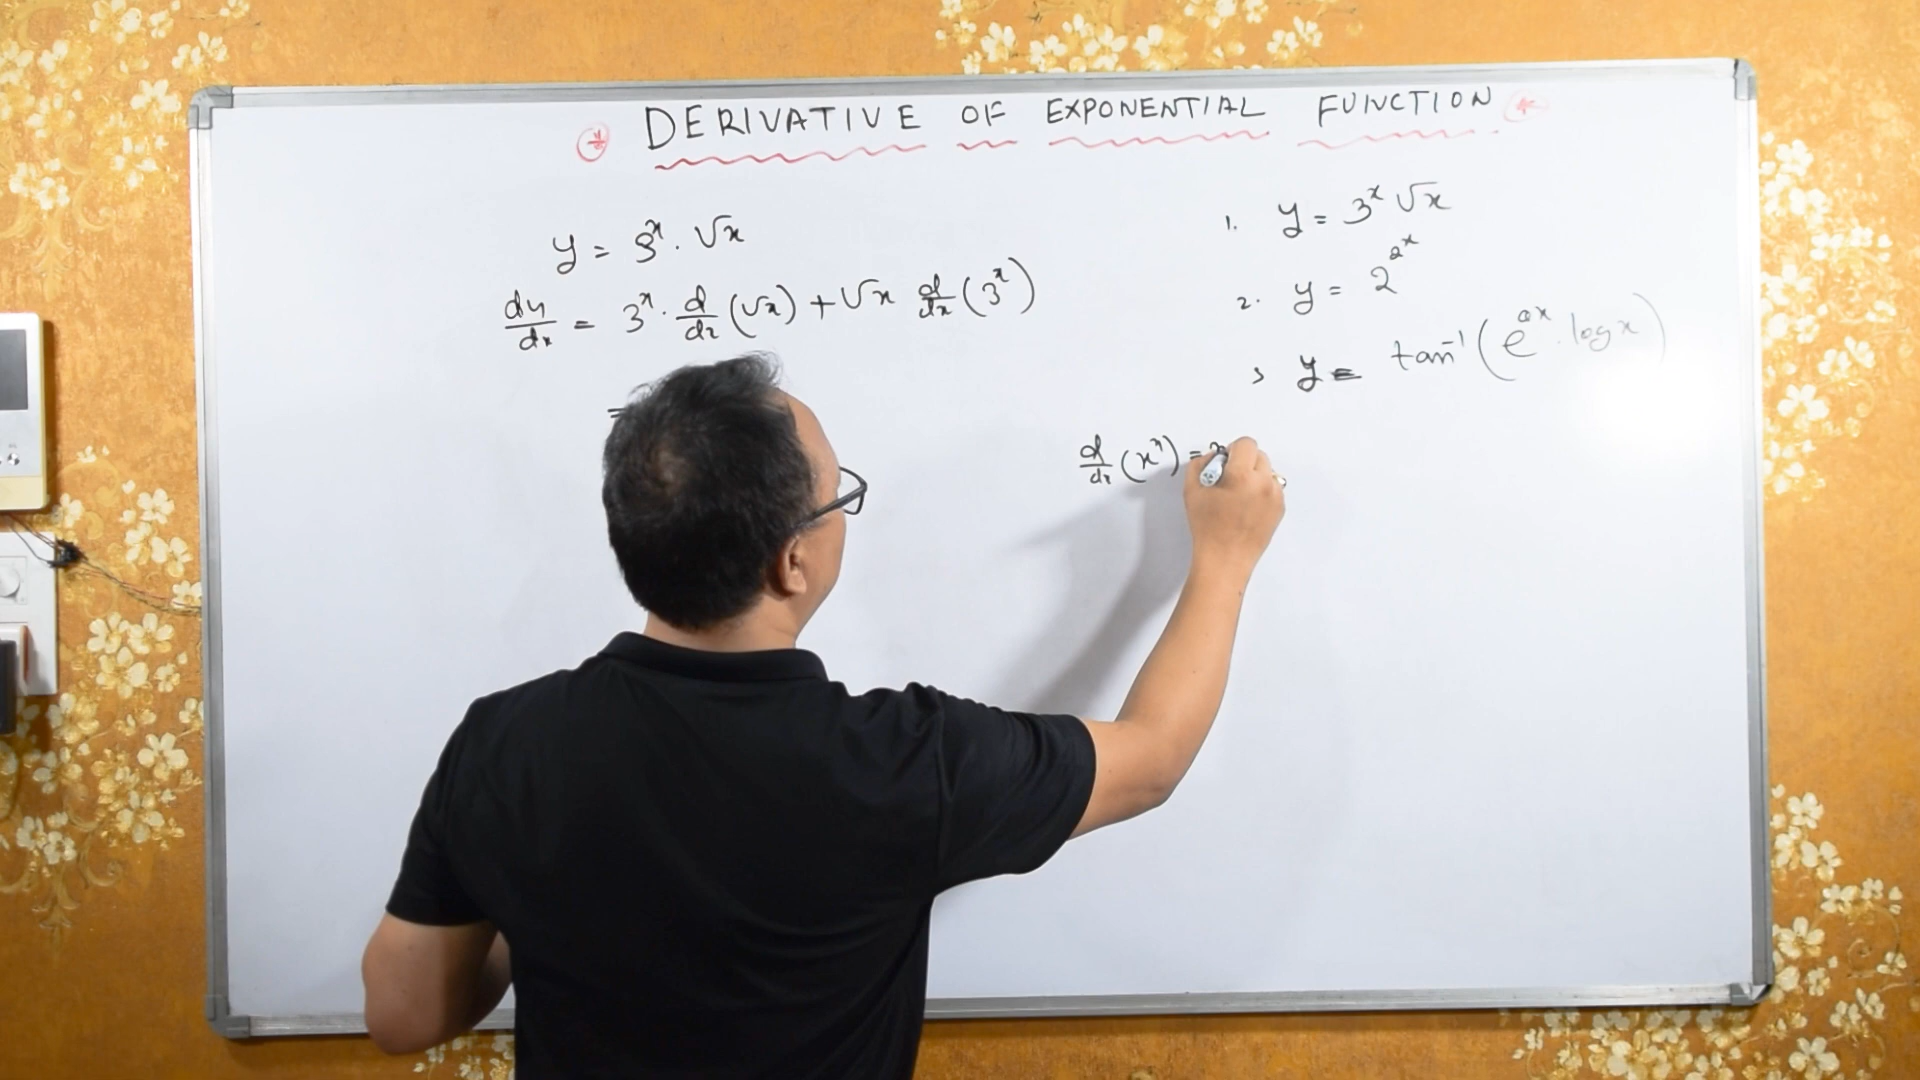 * DERIVATIVE OF EXPONENTIAL FUNCTION *
y = 3^x . √x
dy/dx = 3^x . d/dx (√x) + √x d/dx (3^x)
=
1. y = 3^x √x
2. y = 2^2^x
3 y = tan^-1 (e^ax . log x)
d/dx (x^n) = n